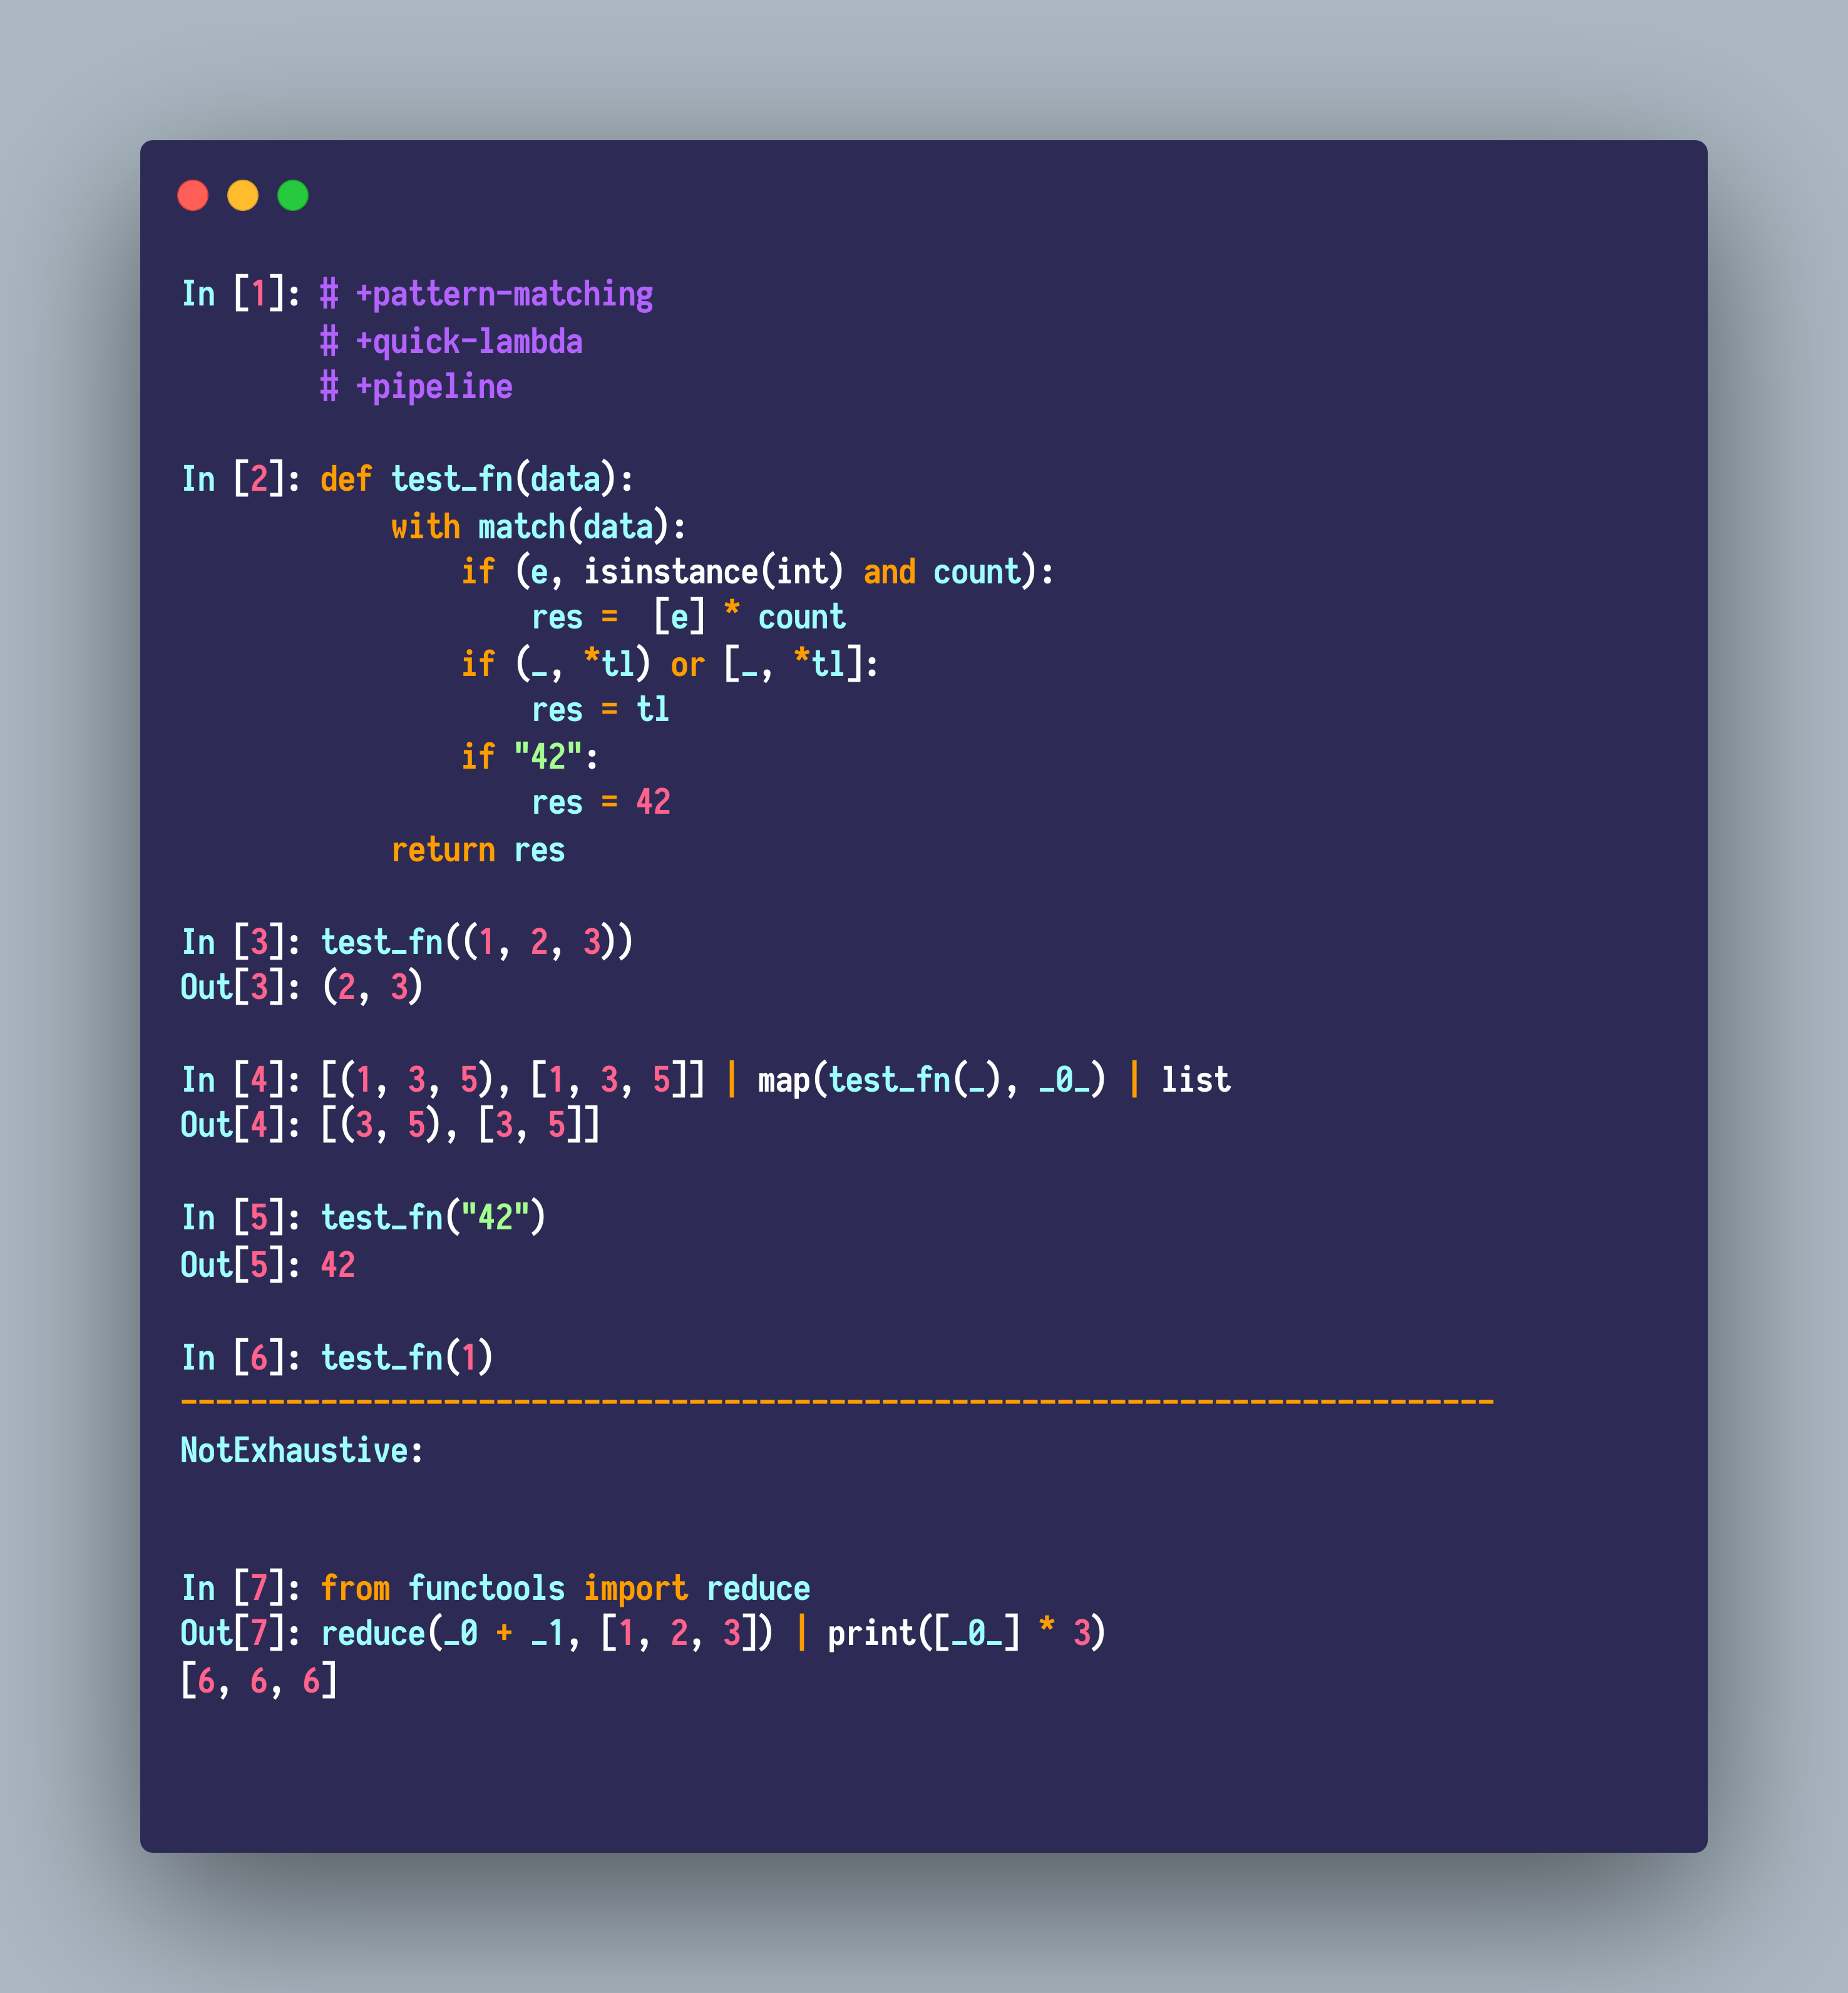 In [1]: # +pattern-matching
        # +quick-lambda
        # +pipeline
In [2]: def test_fn(data):
            with match(data):
                if (e, isinstance(int) and count):
                    res =  [e] * count
                if (_, *tl) or [_, *tl]:
                    res = tl
                if "42":
                    res = 42
            return res
In [3]: test_fn((1, 2, 3))
Out[3]: (2, 3)
In [4]: [(1, 3, 5), [1, 3, 5]] | map(test_fn(_), _0_) | list
Out[4]: [(3, 5), [3, 5]]
In [5]: test_fn("42")
Out[5]: 42
In [6]: test_fn(1)
---------------------------------------------------------------------------
NotExhaustive:
In [7]: from functools import reduce
Out[7]: reduce(_0 + _1, [1, 2, 3]) | print([_0_] * 3)
[6, 6, 6]